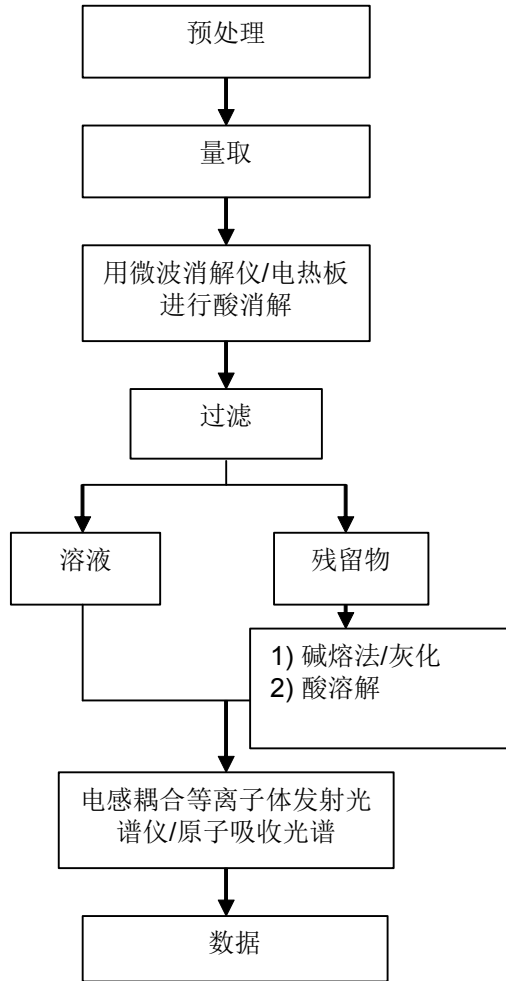 预处理
量取
用微波消解仪/电热板
进行酸消解
过滤
溶液
残留物
1) 碱熔法/灰化
2) 酸溶解
电感耦合等离子体发射光
谱仪/原子吸收光谱
数据